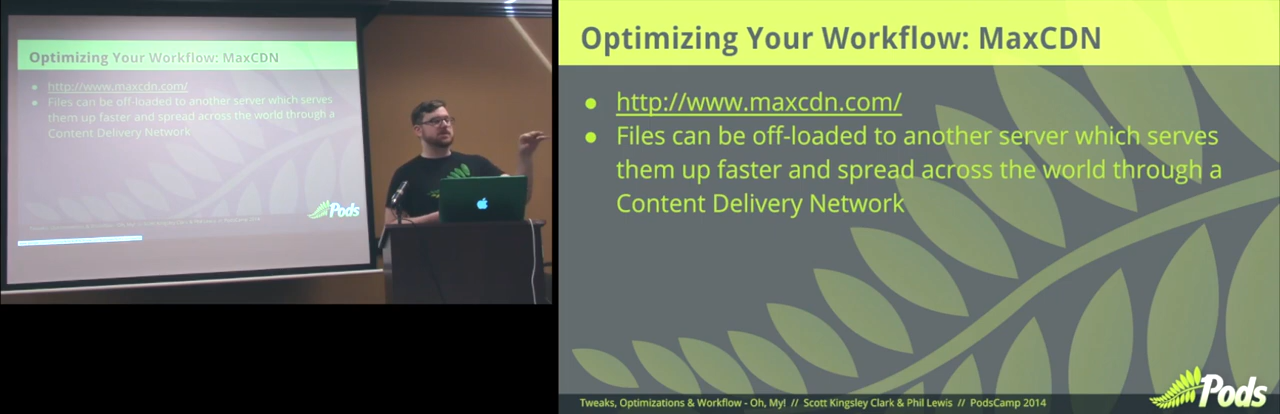 Optimizing Your Workflow: MaxCDN
● http://www.maxcdn.com/
● Files can be off-loaded to another server which serves
them up faster and spread across the world through a
Content Delivery Network
Pods
Optimizing Your Workflow: MaxCDN
● http://www.maxcdn.com/
● Files can be off-loaded to another server which serves
them up faster and spread across the world through a
Content Delivery Network
Tweaks, Optimizations & Workflow - Oh, My! // Scott Kingsley Clark & Phil Lewis // PodsCamp 2014
Pods